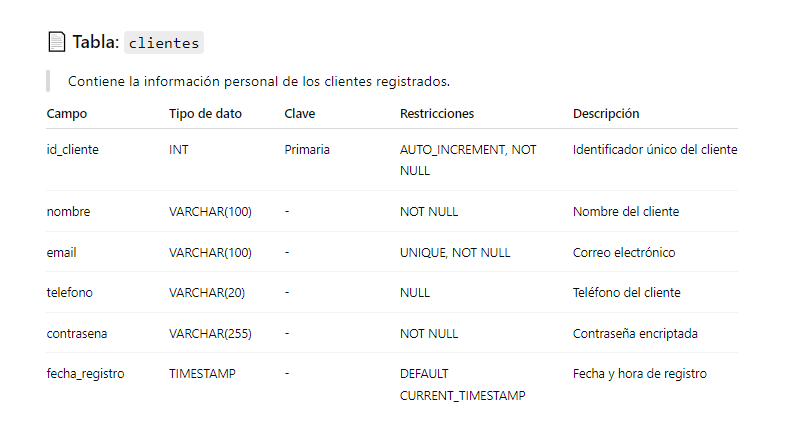 Tabla: clientes
Contiene la información personal de los clientes registrados.
Campo Tipo de dato Clave Restricciones Descripción
id_cliente INT Primaria AUTO_INCREMENT, NOT NULL Identificador único del cliente
nombre VARCHAR(100) - NOT NULL Nombre del cliente
email VARCHAR(100) - UNIQUE, NOT NULL Correo electrónico
telefono VARCHAR(20) - NULL Teléfono del cliente
contrasena VARCHAR(255) - NOT NULL Contraseña encriptada
fecha_registro TIMESTAMP - DEFAULT CURRENT_TIMESTAMP Fecha y hora de registro